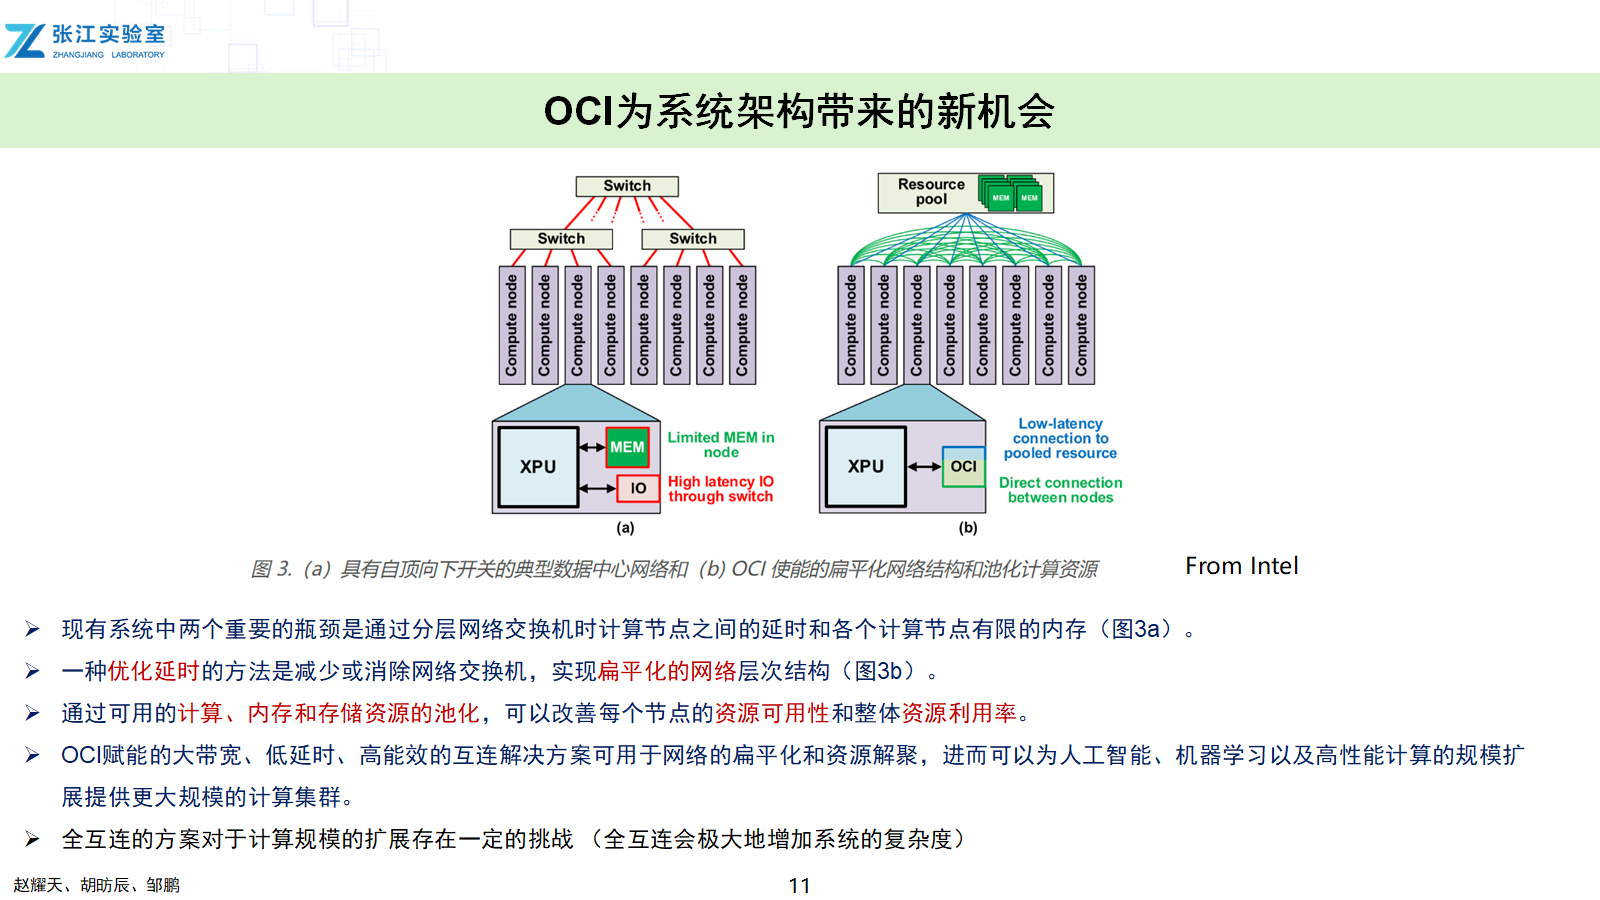 张江实验室
ZHANGJIANG LABORATORY
OCI为系统架构带来的新机会
Switch
Switch
Switch
Compute node
Compute node
Compute node
Compute node
Compute node
Compute node
Compute node
Compute node
XPU
MEM
IO
Limited MEM in
node
High latency IO
through switch
(a)
Resource
pool
MEM
MEM
Compute node
Compute node
Compute node
Compute node
Compute node
Compute node
Compute node
Compute node
XPU
OCI
Low-latency
connection to
pooled resource
Direct connection
between nodes
(b)
图 3.（a）具有自顶向下开关的典型数据中心网络和（b) OCI 使能的扁平化网络结构和池化计算资源
From Intel
➢ 现有系统中两个重要的瓶颈是通过分层网络交换机时计算节点之间的延时和各个计算节点有限的内存（图3a）。
➢ 一种优化延时的方法是减少或消除网络交换机，实现扁平化的网络层次结构（图3b）。
➢ 通过可用的计算、内存和存储资源的池化，可以改善每个节点的资源可用性和整体资源利用率。
➢ OCI赋能的大带宽、低延时、高能效的互连解决方案可用于网络的扁平化和资源解聚，进而可以为人工智能、机器学习以及高性能计算的规模扩
展提供更大规模的计算集群。
➢ 全互连的方案对于计算规模的扩展存在一定的挑战 （全互连会极大地增加系统的复杂度）
赵耀天、胡昉辰、邹鹏
11